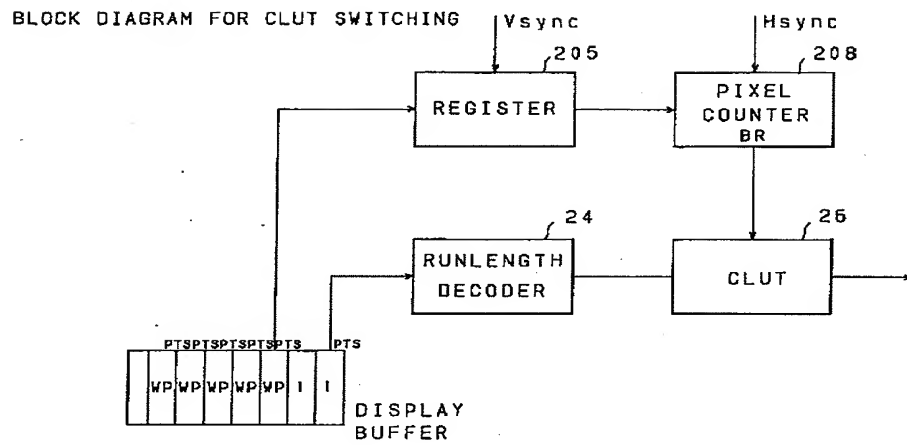 BLOCK DIAGRAM FOR CLUT SWITCHING
Vsync
Hsync
205
208
REGISTER
PIXEL
COUNTER
BR
24
26
RUNLENGTH
DECODER
CLUT
PTSPTSPTSPTSPTS
PTS
WP WP WP WP WP I I
DISPLAY
BUFFER